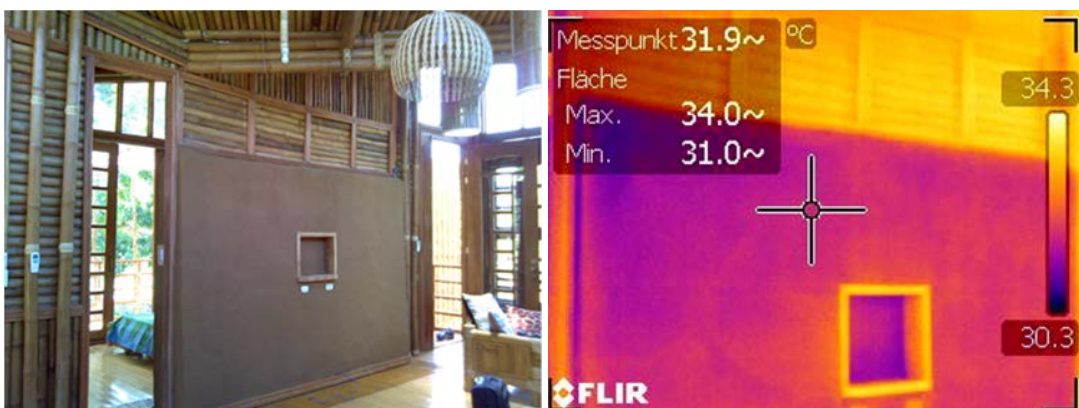 Messpunkt 31.9~ °C
Fläche
Max. 34.0~
Min. 31.0~
34.3
30.3
FLIR